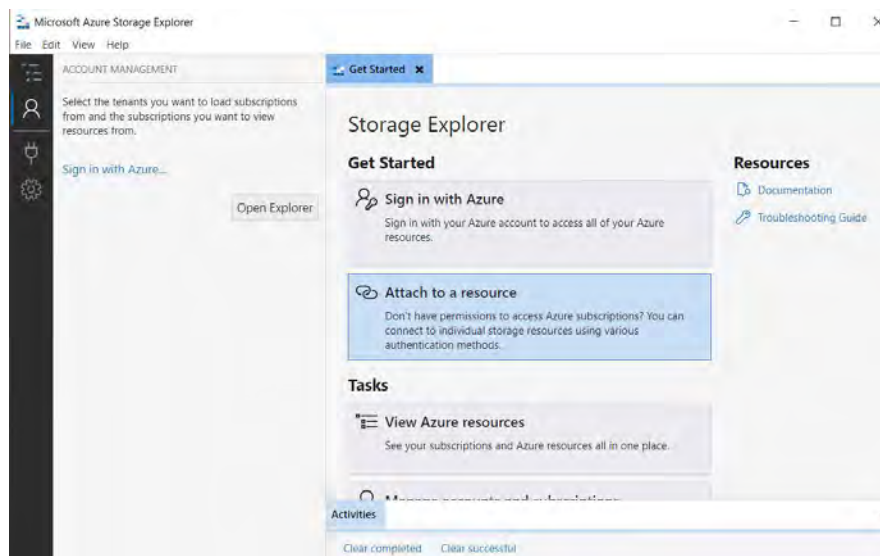 Microsoft Azure Storage Explorer
File Edit View Help
ACCOUNT MANAGEMENT
Select the tenants you want to load subscriptions
from and the subscriptions you want to view
resources from.
Sign in with Azure...
Open Explorer
Get Started
Storage Explorer
Get Started
Sign in with Azure
Sign in with your Azure account to access all of your Azure
resources.
Attach to a resource
Don't have permissions to access Azure subscriptions? You can
connect to individual storage resources using various
authentication methods.
Tasks
View Azure resources
See your subscriptions and Azure resources all in one place.
Manage accounts and subscriptions
Resources
Documentation
Troubleshooting Guide
Activities
Clear completed Clear successful